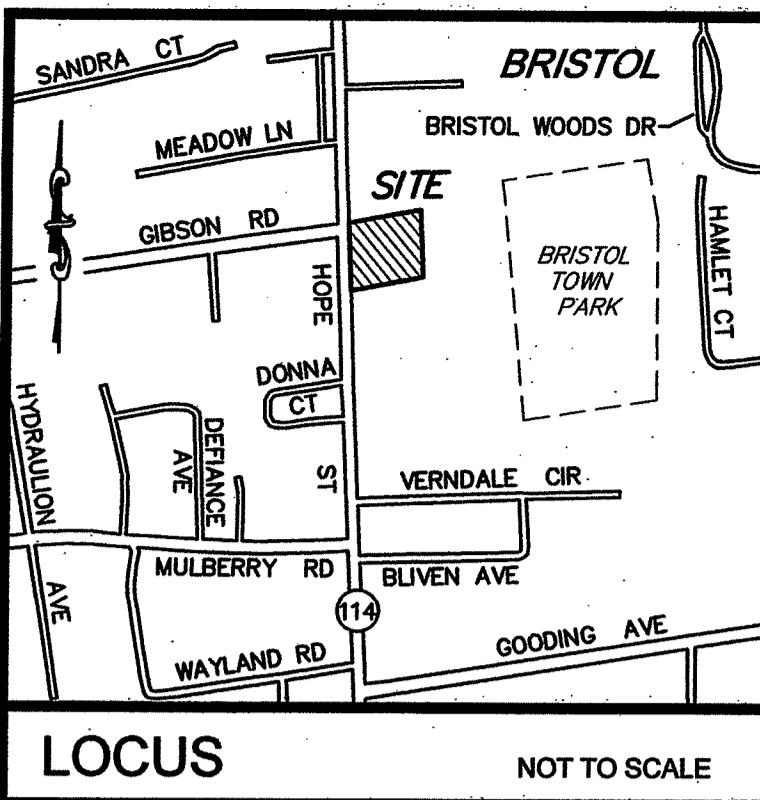 SANDRA CT
BRISTOL
BRISTOL WOODS DR
MEADOW LN
SITE
GIBSON RD
HOPE
ST
BRISTOL
TOWN
PARK
HAMLET CT
DONNA
CT
HYDRAULION
AVE
DEFIANCE
AVE
VERNDALE CIR
MULBERRY RD
BLIVEN AVE
114
GOODING AVE
WAYLAND RD
LOCUS
NOT TO SCALE